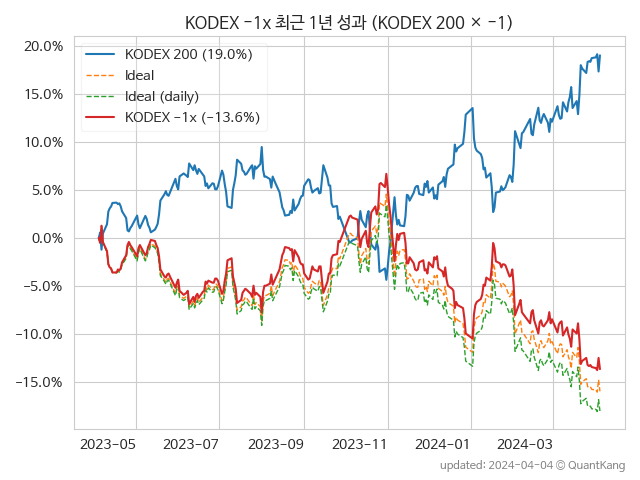 KODEX −1x 최근 1년 성과 (KODEX 200 × −1)
20.0%
15.0%
10.0%
5.0%
0.0%
−5.0%
−10.0%
−15.0%
KODEX 200 (19.0%)
Ideal
Ideal (daily)
KODEX −1x (−13.6%)
2023-05 2023-07 2023-09 2023-11 2024-01 2024-03
updated: 2024-04-04 © QuantKang